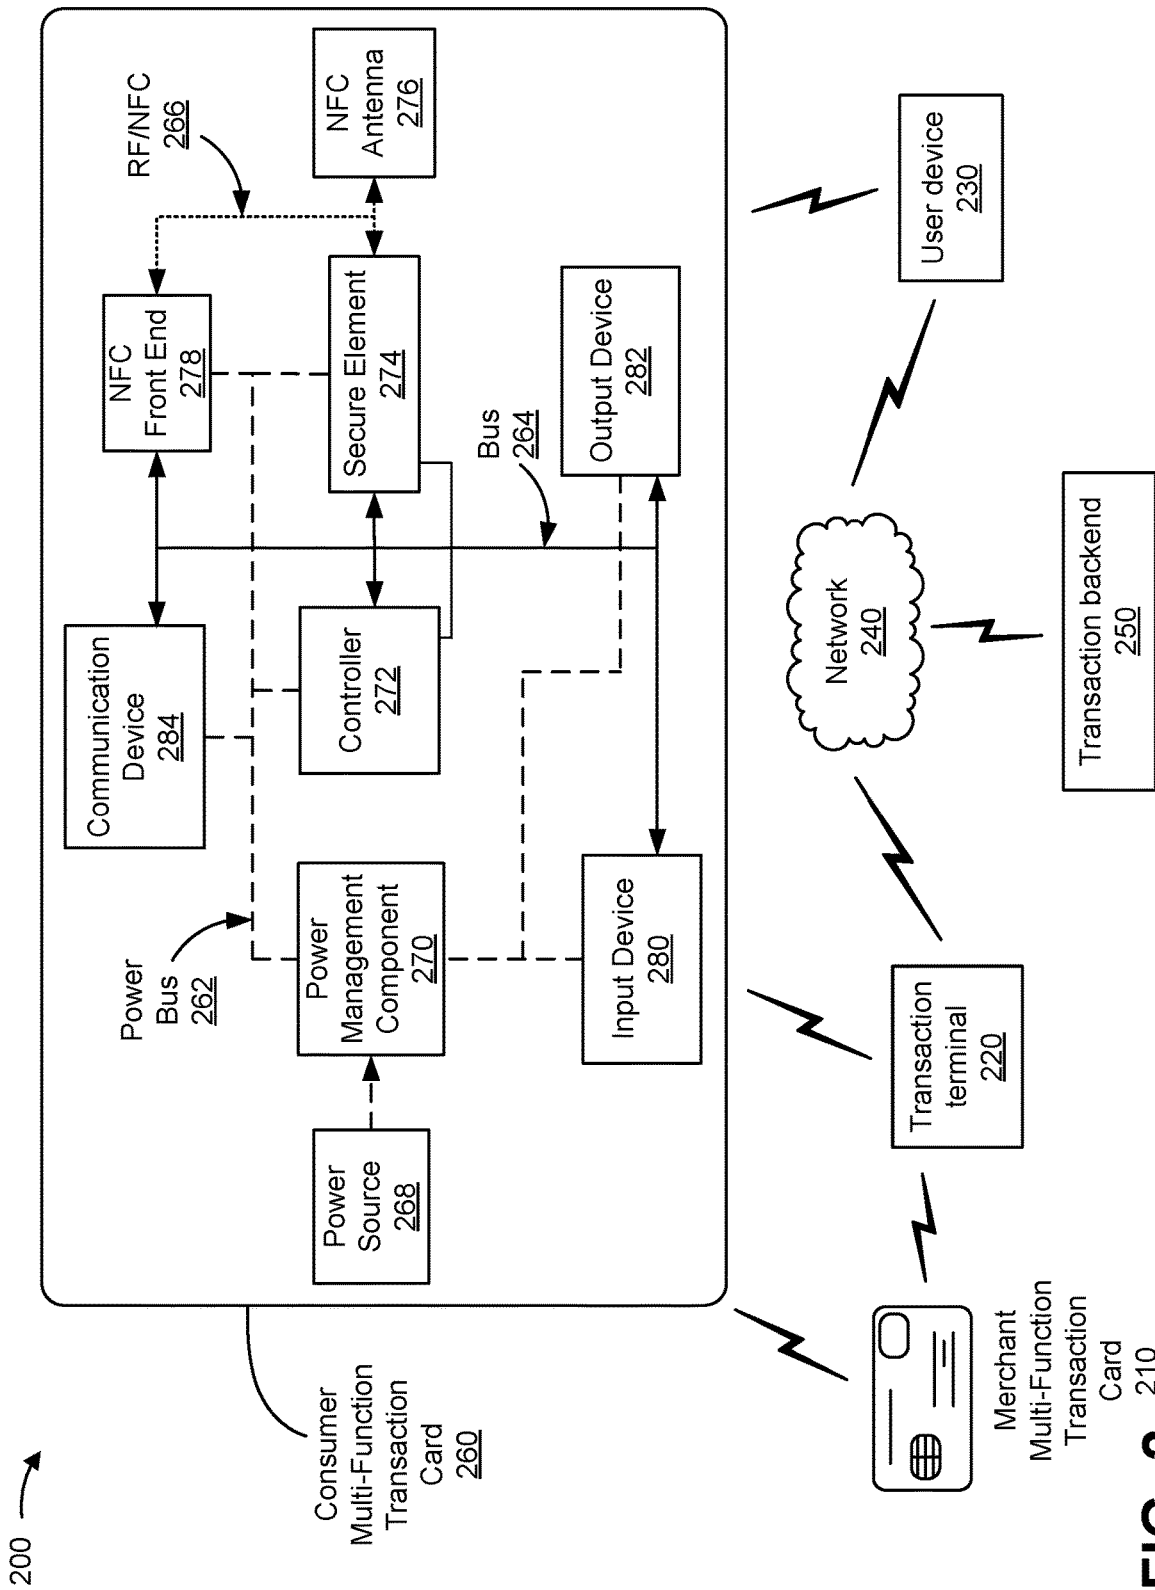 200
Consumer
Multi-Function
Transaction
Card
260
Power
Source
268
Power
Bus
262
Power
Management
Component
270
Communication
Device
284
Controller
272
NFC
Front End
278
RF/NFC
266
NFC
Antenna
276
Secure Element
274
Bus
264
Output Device
282
Input Device
280
Merchant
Multi-Function
Transaction
Card
210
Transaction
terminal
220
Network
240
User device
230
Transaction backend
250
FIG.